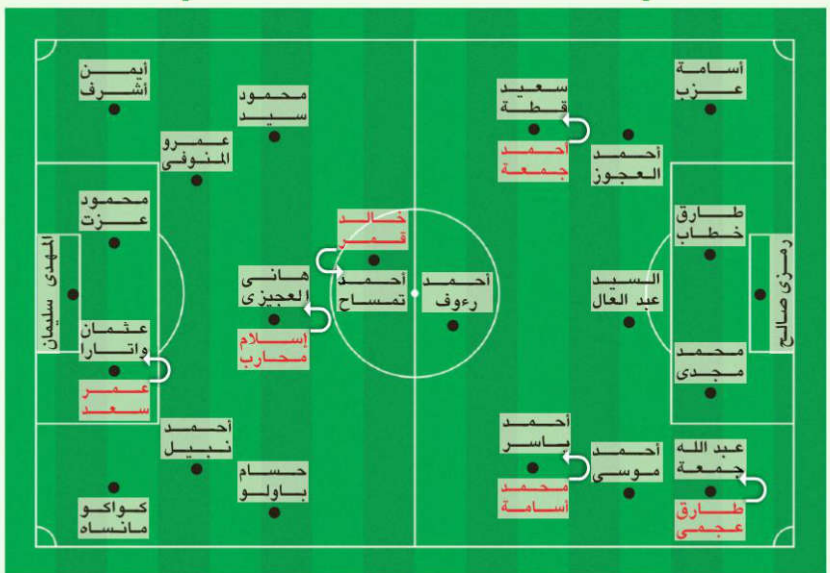 أسامة
عزب
سعيد
قطة
أحمد
جمعة
أحمد
العجوز
طارق
خطاب
رمزى صالح
السيد
عبد العال
محمد
مجدى
أحمد
رءوف
أحمد
ياسر
محمد
أسامة
أحمد
موسى
عبد الله
جمعة
طارق
عجمى
محمود
سيد
أيمن
أشرف
عمرو
المنوفى
محمود
عزت
خالد
قمر
أحمد
تمساح
هانى
العجيزى
إسلام
محارب
المهدى سليمان
عثمان
واتارا
عمر
سعد
أحمد
نبيل
حسام
باولو
كواكو
مانساه